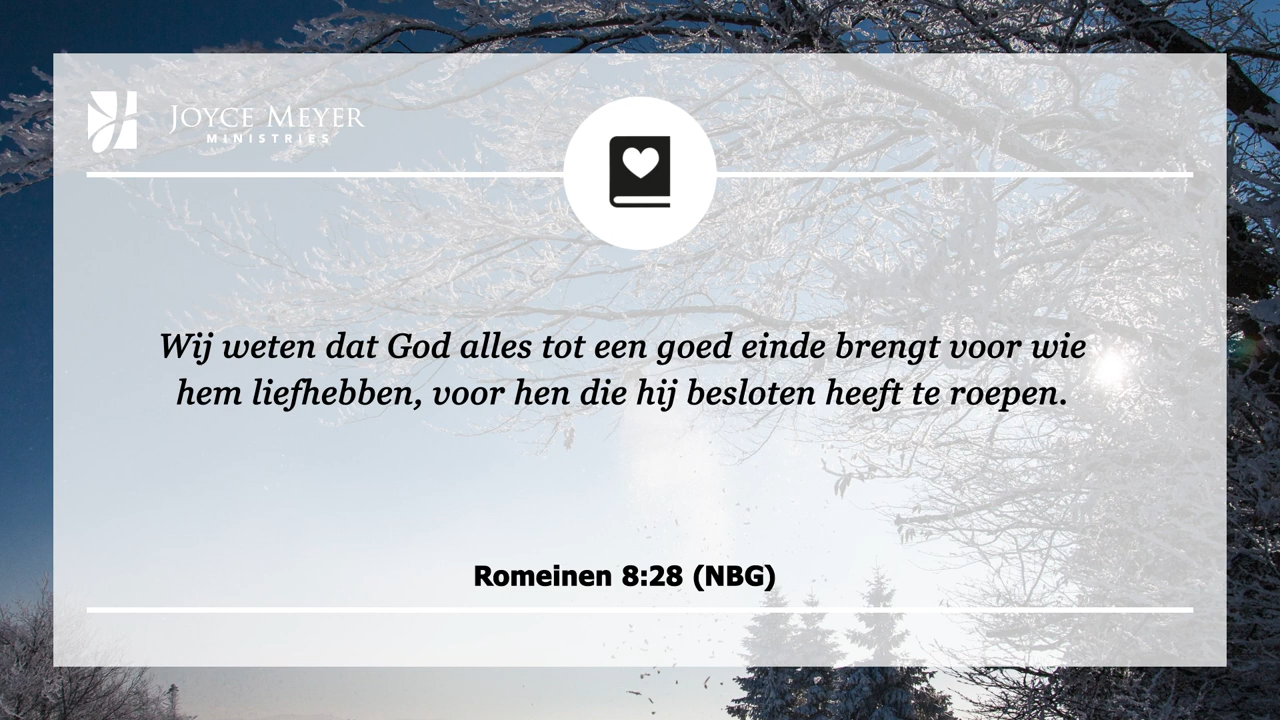 JOYCE MEYER
MINISTRIES
Wij weten dat God alles tot een goed einde brengt voor wie
hem liefhebben, voor hen die hij besloten heeft te roepen.
Romeinen 8:28 (NBG)